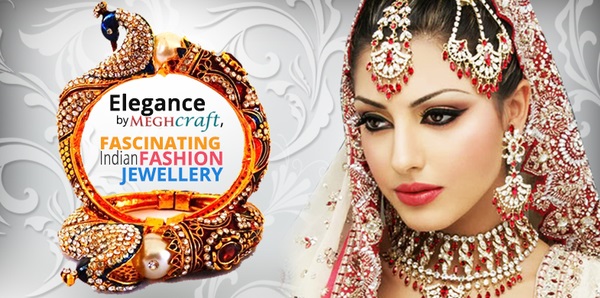 Elegance
by MEGHcraft,
FASCINATING
Indian FASHION
JEWELLERY